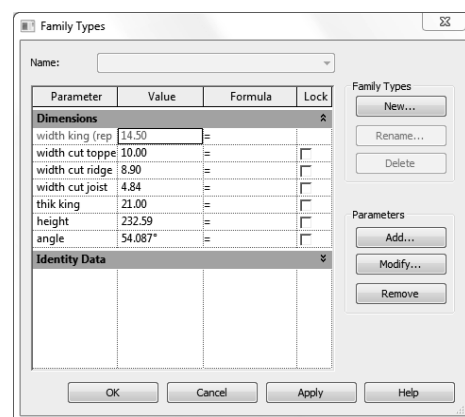 Family Types
Name:
Family Types
Parameter Value Formula Lock
New...
Dimensions
width king (rep 14.50 =
Rename...
width cut toppe 10.00 =
width cut ridge 8.90 =
Delete
width cut joist 4.84 =
thik king 21.00 =
Parameters
height 232.59 =
angle 54.087° =
Add...
Identity Data
Modify...
Remove
OK Cancel Apply Help